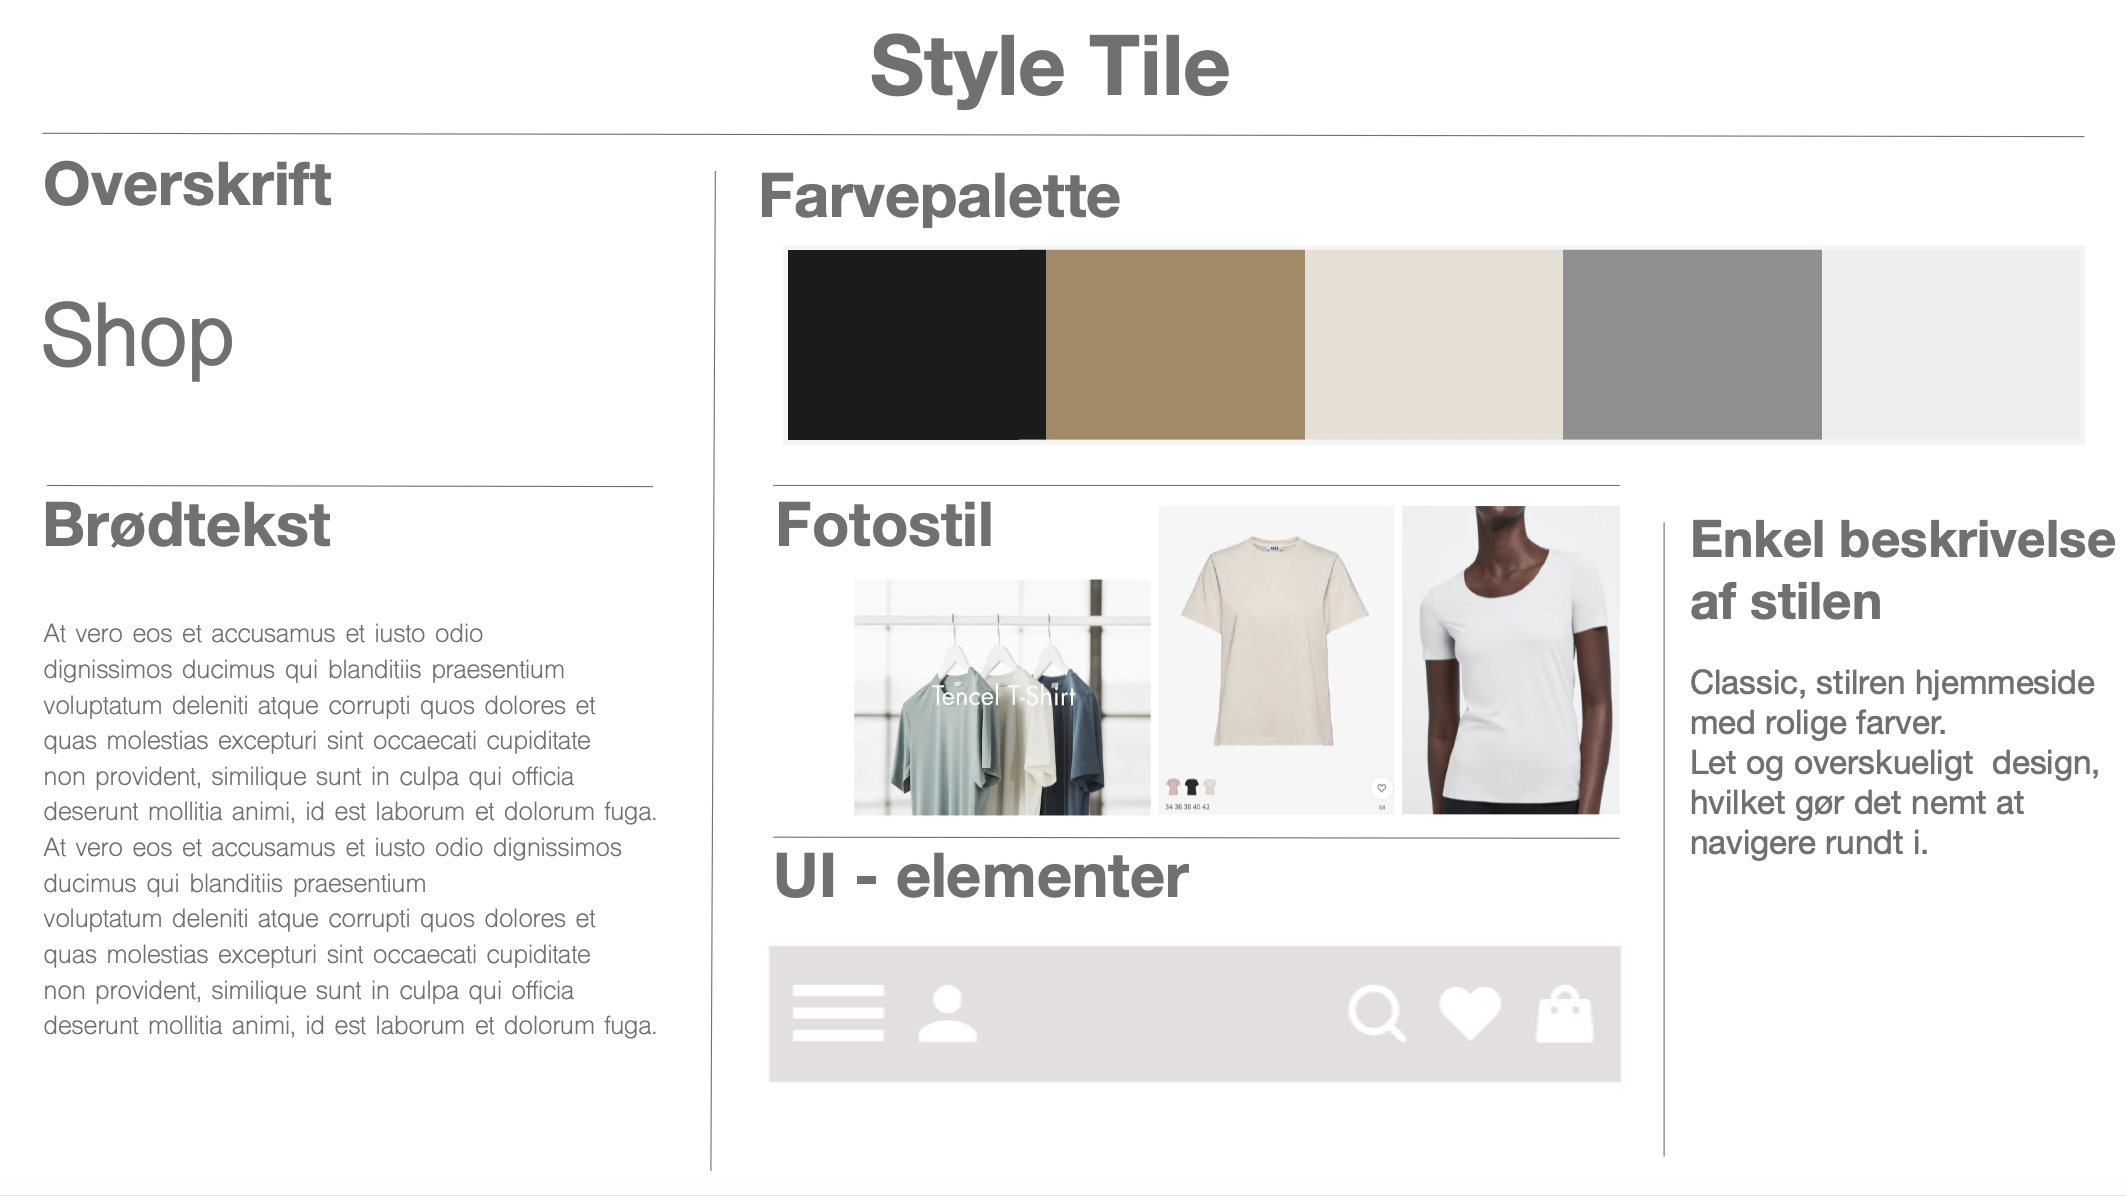 Style Tile
Overskrift
Shop
Brødtekst
At vero eos et accusamus et iusto odio
dignissimos ducimus qui blanditiis praesentium
voluptatum deleniti atque corrupti quos dolores et
quas molestias excepturi sint occaecati cupiditate
non provident, similique sunt in culpa qui officia
deserunt mollitia animi, id est laborum et dolorum fuga.
At vero eos et accusamus et iusto odio dignissimos
ducimus qui blanditiis praesentium
voluptatum deleniti atque corrupti quos dolores et
quas molestias excepturi sint occaecati cupiditate
non provident, similique sunt in culpa qui officia
deserunt mollitia animi, id est laborum et dolorum fuga.
Farvepalette
Fotostil
Tencel T-Shirt
34 36 38 40 42
UI - elementer
Enkel beskrivelse
af stilen
Classic, stilren hjemmeside
med rolige farver.
Let og overskueligt  design,
hvilket gør det nemt at
navigere rundt i.